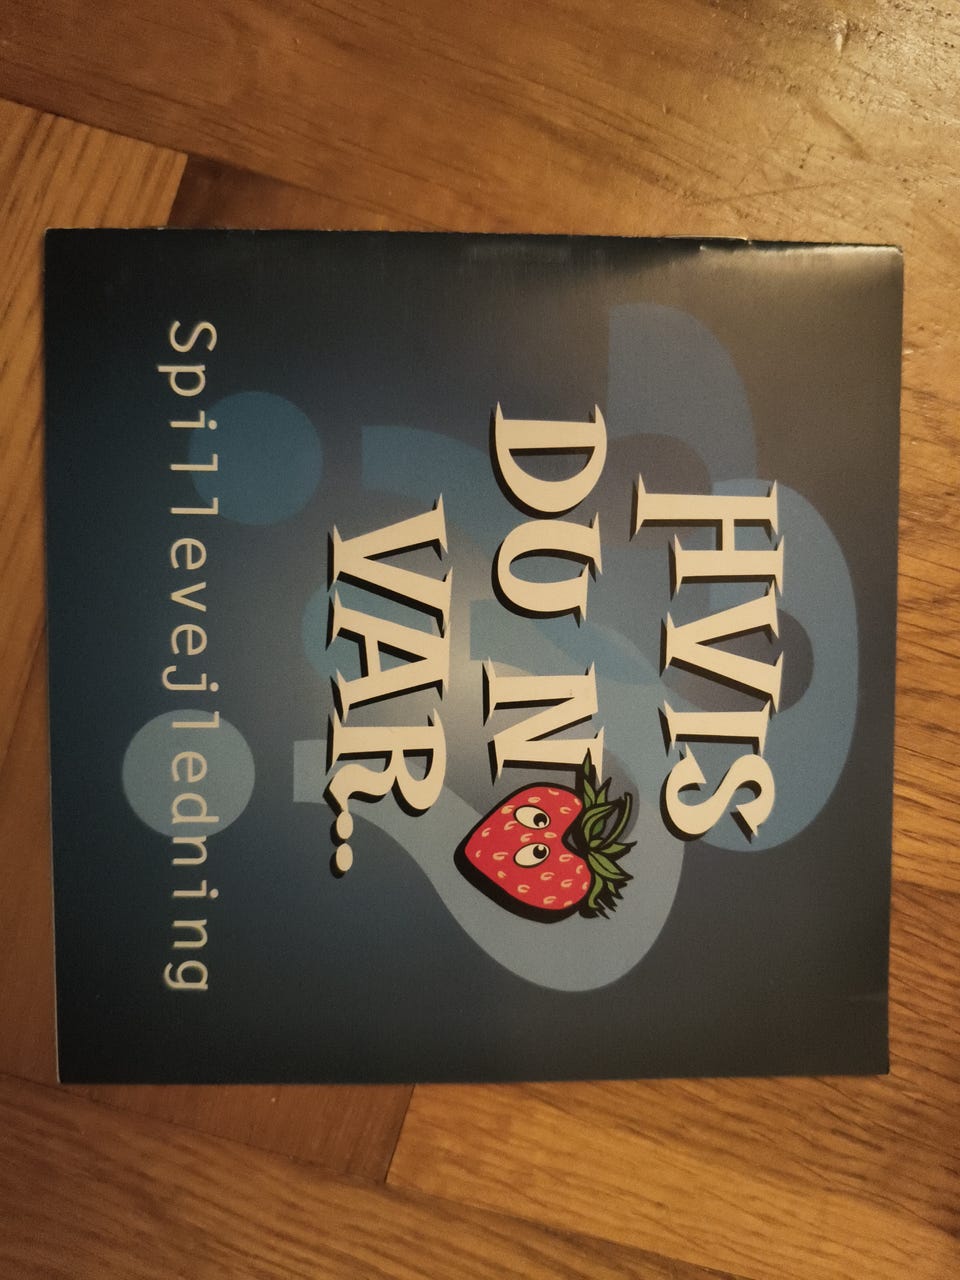 HVIS
DU N
VAR...
Spillevejledning